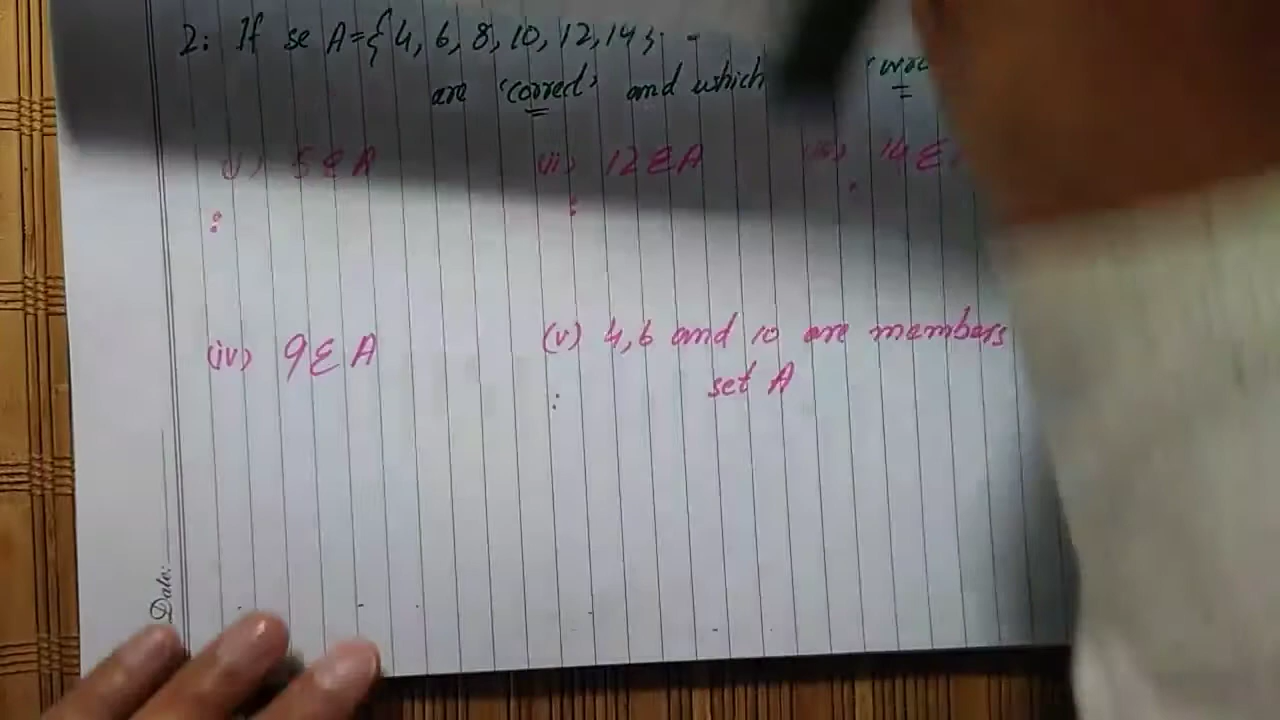 2: If se A={4, 6, 8, 10, 12, 14};
are 'correct' and which
(i) 5 ∈ A (ii) 12 ∈ A (iii) 14 ∈
:
:
(iv) 9 ∈ A (v) 4,6 and 10 are members
set A
:
Date: